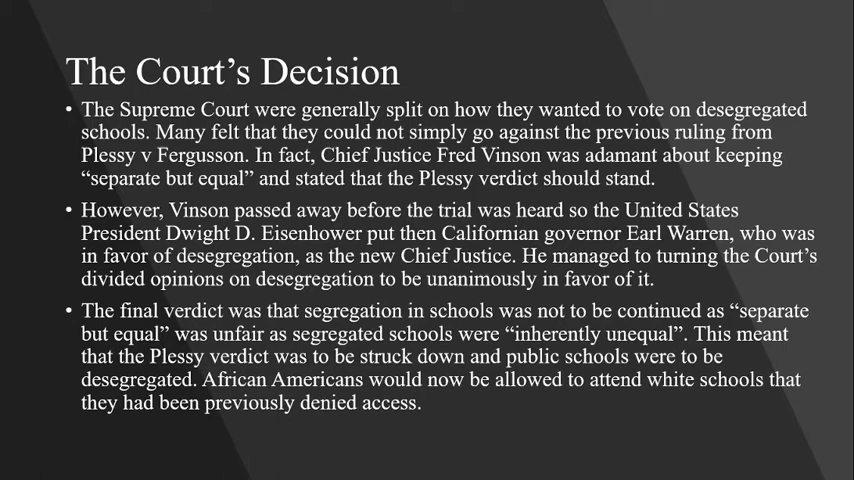 The Court’s Decision
• The Supreme Court were generally split on how they wanted to vote on desegregated
schools. Many felt that they could not simply go against the previous ruling from
Plessy v Fergusson. In fact, Chief Justice Fred Vinson was adamant about keeping
“separate but equal” and stated that the Plessy verdict should stand.
• However, Vinson passed away before the trial was heard so the United States
President Dwight D. Eisenhower put then Californian governor Earl Warren, who was
in favor of desegregation, as the new Chief Justice. He managed to turning the Court’s
divided opinions on desegregation to be unanimously in favor of it.
• The final verdict was that segregation in schools was not to be continued as “separate
but equal” was unfair as segregated schools were “inherently unequal”. This meant
that the Plessy verdict was to be struck down and public schools were to be
desegregated. African Americans would now be allowed to attend white schools that
they had been previously denied access.